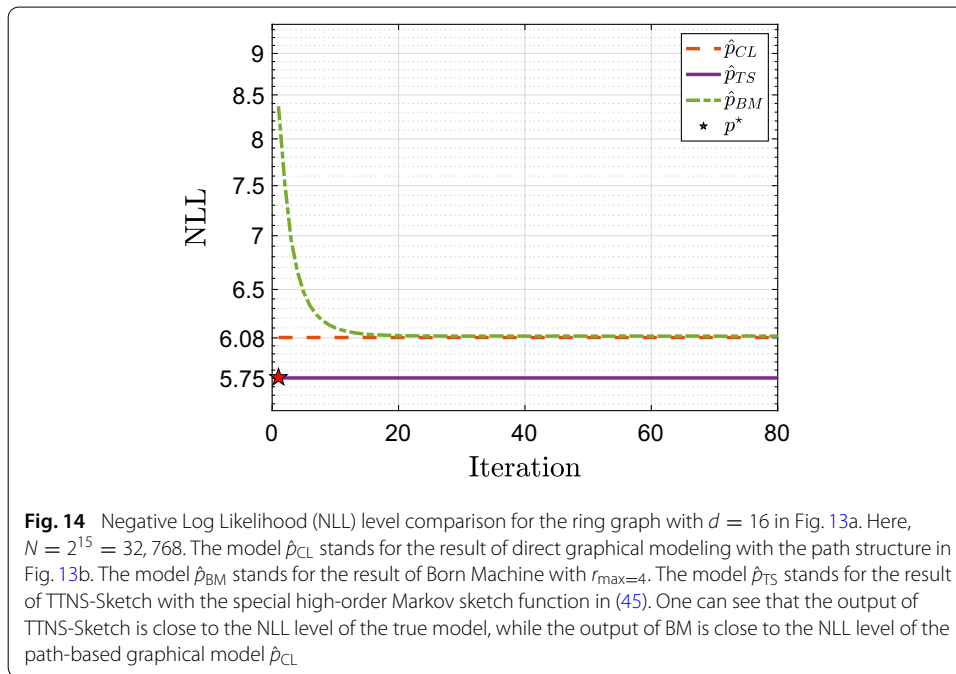 9
8.5
8
7.5
7
6.5
6.08
5.75
NLL
0 20 40 60 80
Iteration
p̂_CL
p̂_TS
p̂_BM
p⋆
Fig. 14 Negative Log Likelihood (NLL) level comparison for the ring graph with d = 16 in Fig. 13a. Here,
N = 2^15 = 32, 768. The model p̂_CL stands for the result of direct graphical modeling with the path structure in
Fig. 13b. The model p̂_BM stands for the result of Born Machine with r_max=4. The model p̂_TS stands for the result
of TTNS-Sketch with the special high-order Markov sketch function in (45). One can see that the output of
TTNS-Sketch is close to the NLL level of the true model, while the output of BM is close to the NLL level of the
path-based graphical model p̂_CL